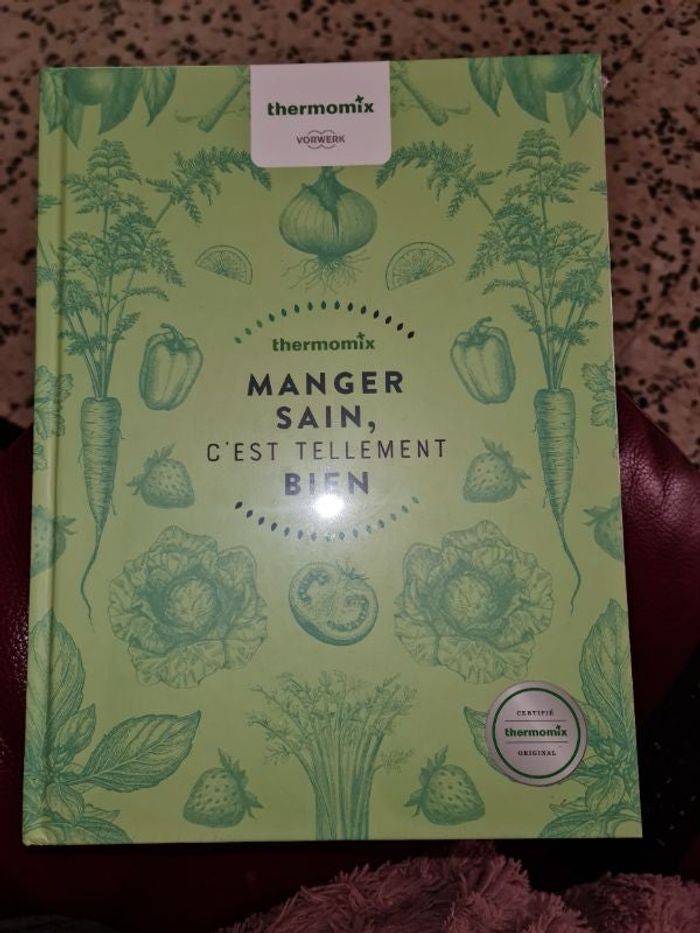 thermomix
VORWERK
thermomix
MANGER
SAIN,
C'EST TELLEMENT
BIEN
CERTIFIÉ
thermomix
ORIGINAL